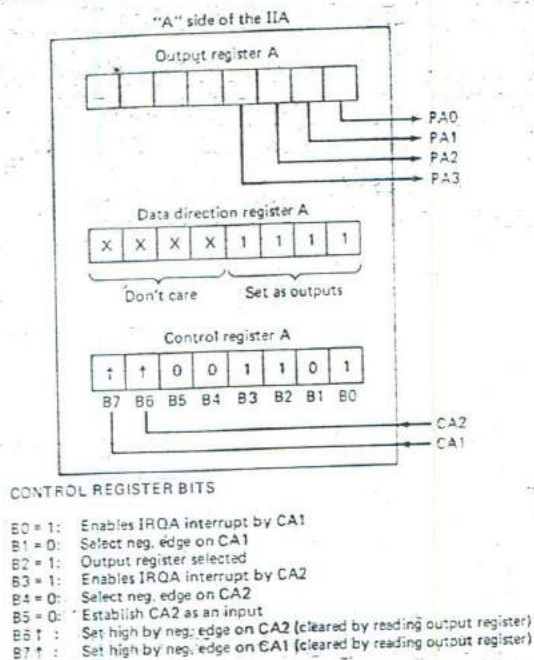 "A" side of the IIA
Output register A
PA0
PA1
PA2
PA3
Data direction register A
X X X X 1 1 1 1
Don't care Set as outputs
Control register A
↑ ↑ 0 0 1 1 0 1
B7 B6 B5 B4 B3 B2 B1 B0
CA2
CA1
CONTROL REGISTER BITS
B0 = 1: Enables IRQA interrupt by CA1
B1 = 0: Select neg. edge on CA1
B2 = 1: Output register selected
B3 = 1: Enables IRQA interrupt by CA2
B4 = 0: Select neg. edge on CA2
B5 = 0: Establish CA2 as an input
B6 ↑ : Set high by neg. edge on CA2 (cleared by reading output register)
B7 ↑ : Set high by neg. edge on CA1 (cleared by reading output register)